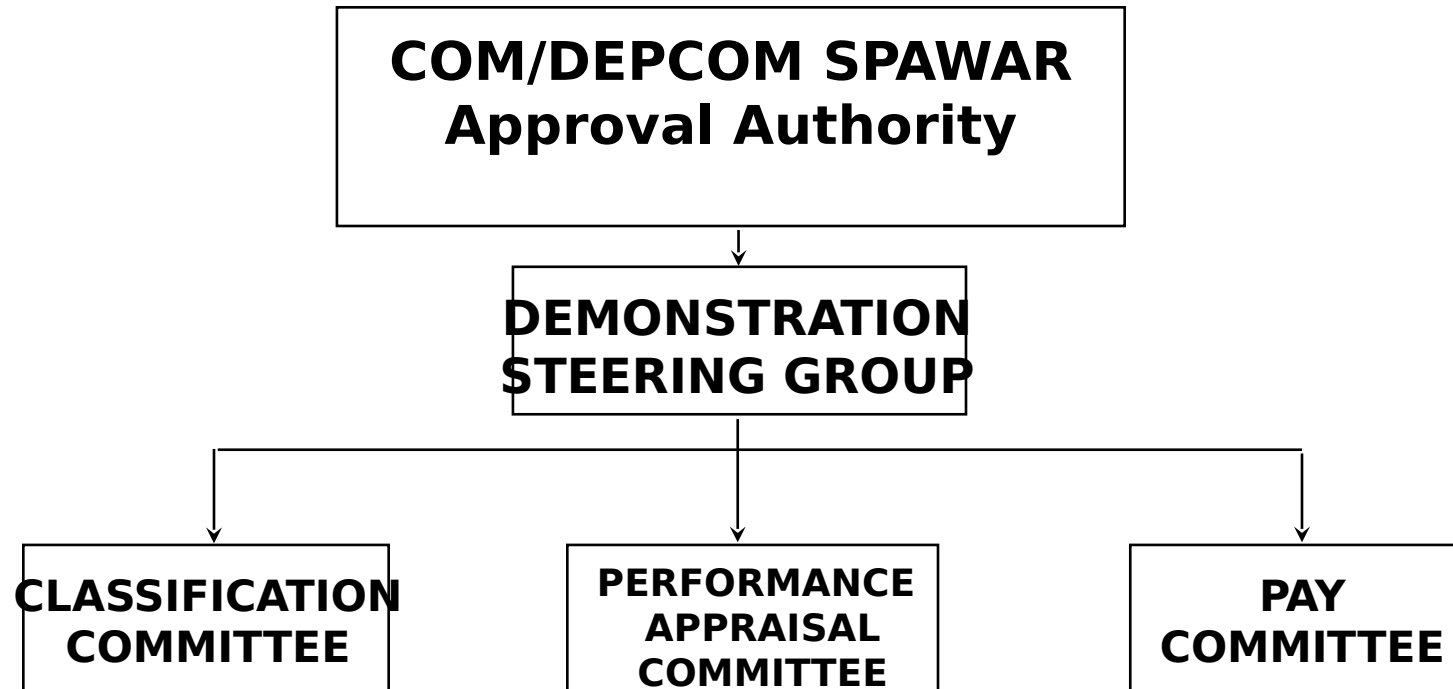 COM/DEPCOM SPAWAR
Approval Authority
DEMONSTRATION
STEERING GROUP
CLASSIFICATION
COMMITTEE
PERFORMANCE
APPRAISAL
COMMITTEE
PAY
COMMITTEE